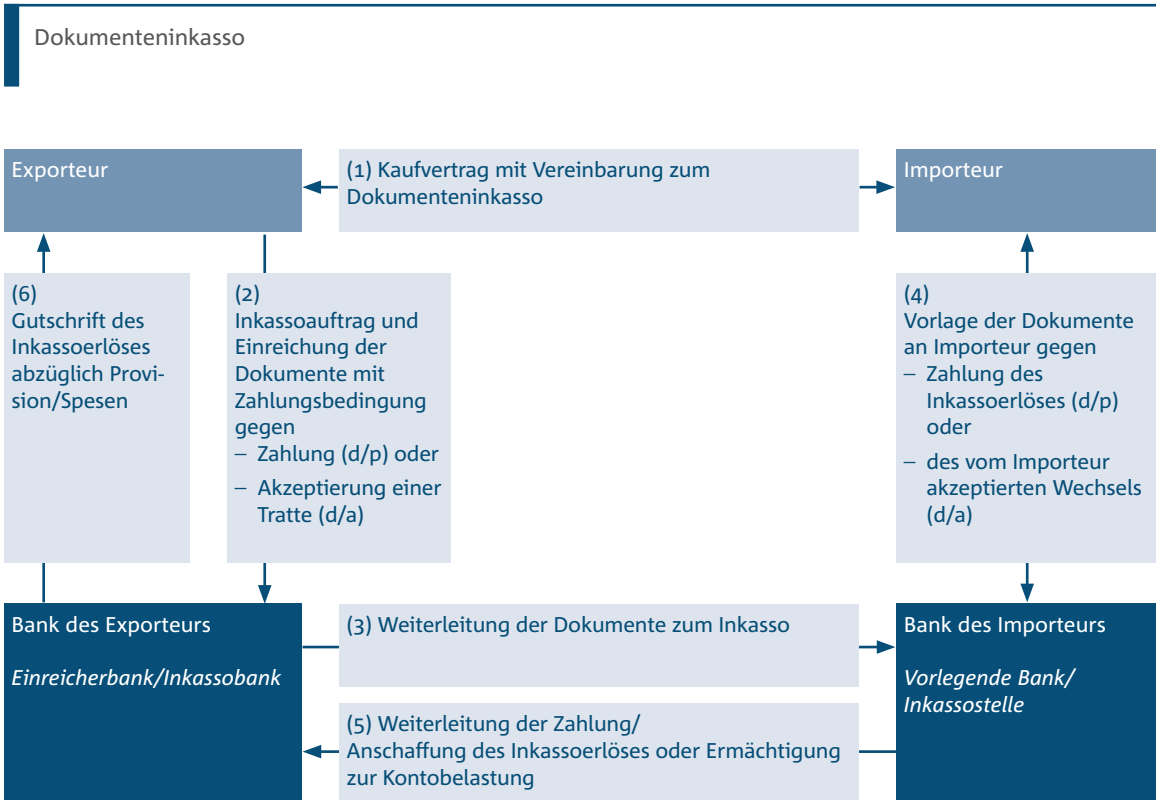 Dokumenteninkasso
Exporteur
(1) Kaufvertrag mit Vereinbarung zum
Dokumenteninkasso
Importeur
(6)
Gutschrift des
Inkassoerlöses
abzüglich Provi-
sion/Spesen
(2)
Inkassoauftrag und
Einreichung der
Dokumente mit
Zahlungsbedingung
gegen
– Zahlung (d/p) oder
– Akzeptierung einer
Tratte (d/a)
(4)
Vorlage der Dokumente
an Importeur gegen
– Zahlung des
Inkassoerlöses (d/p)
oder
– des vom Importeur
akzeptierten Wechsels
(d/a)
Bank des Exporteurs
Einreicherbank/Inkassobank
(3) Weiterleitung der Dokumente zum Inkasso
Bank des Importeurs
Vorlegende Bank/
Inkassostelle
(5) Weiterleitung der Zahlung/
Anschaffung des Inkassoerlöses oder Ermächtigung
zur Kontobelastung